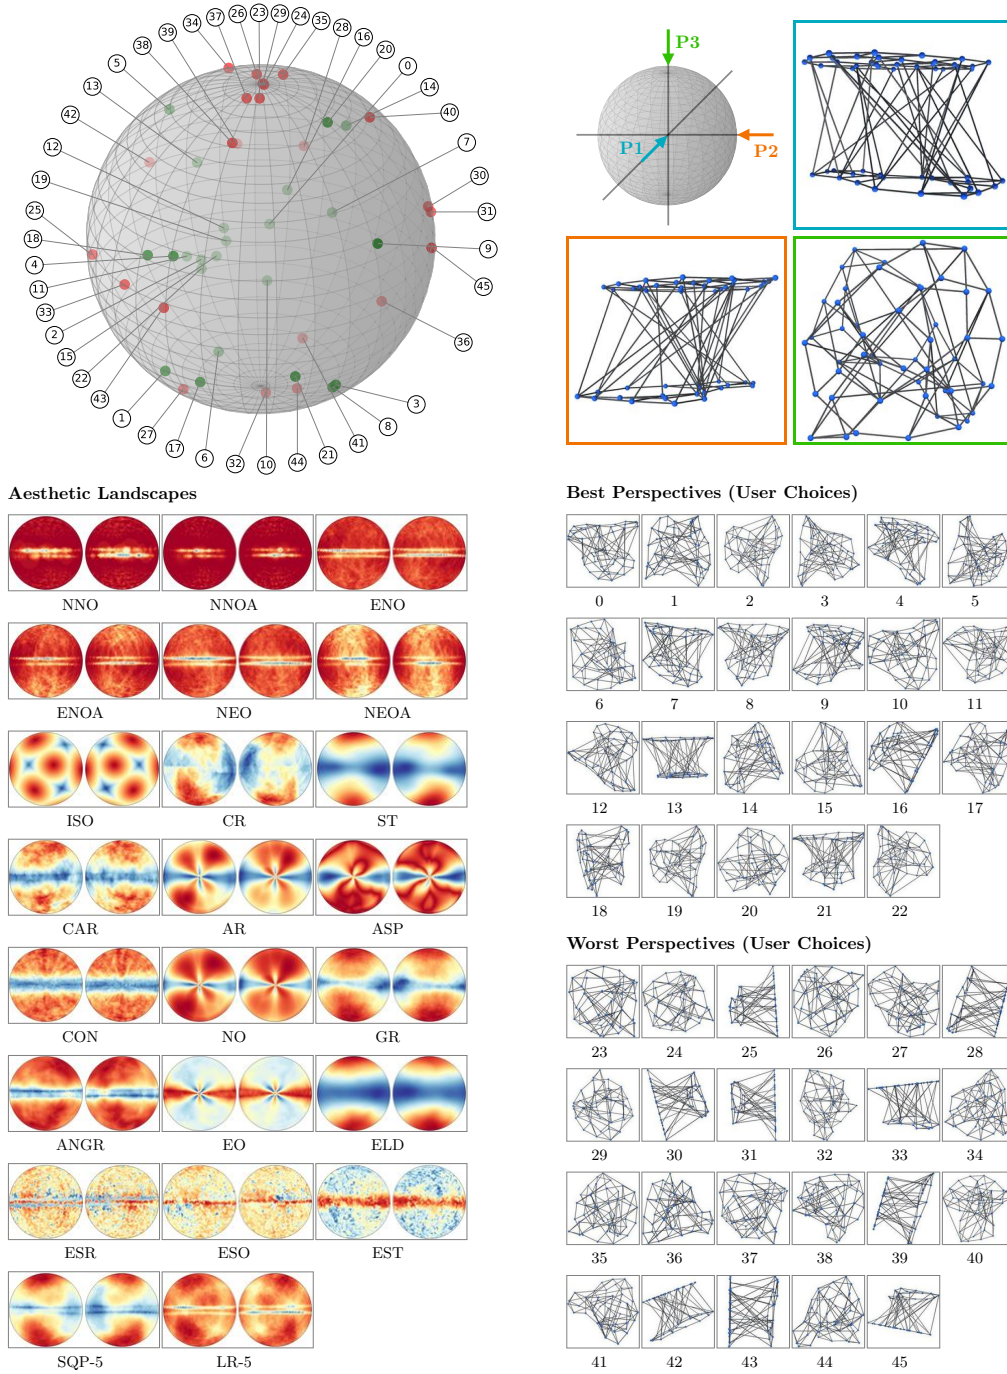 23
26
29
37
24
34
35
39
28
38
16
5
20
13
0
42
14
40
12
7
19
30
25
31
18
9
4
45
11
33
2
36
15
22
43
1
3
27
8
17
41
6
21
32
10
44
P3
P1
P2
Aesthetic Landscapes
NNO NNOA ENO
ENOA NEO NEOA
ISO CR ST
CAR AR ASP
CON NO GR
ANGR EO ELD
ESR ESO EST
SQP-5 LR-5
Best Perspectives (User Choices)
0 1 2 3 4 5
6 7 8 9 10 11
12 13 14 15 16 17
18 19 20 21 22
Worst Perspectives (User Choices)
23 24 25 26 27 28
29 30 31 32 33 34
35 36 37 38 39 40
41 42 43 44 45